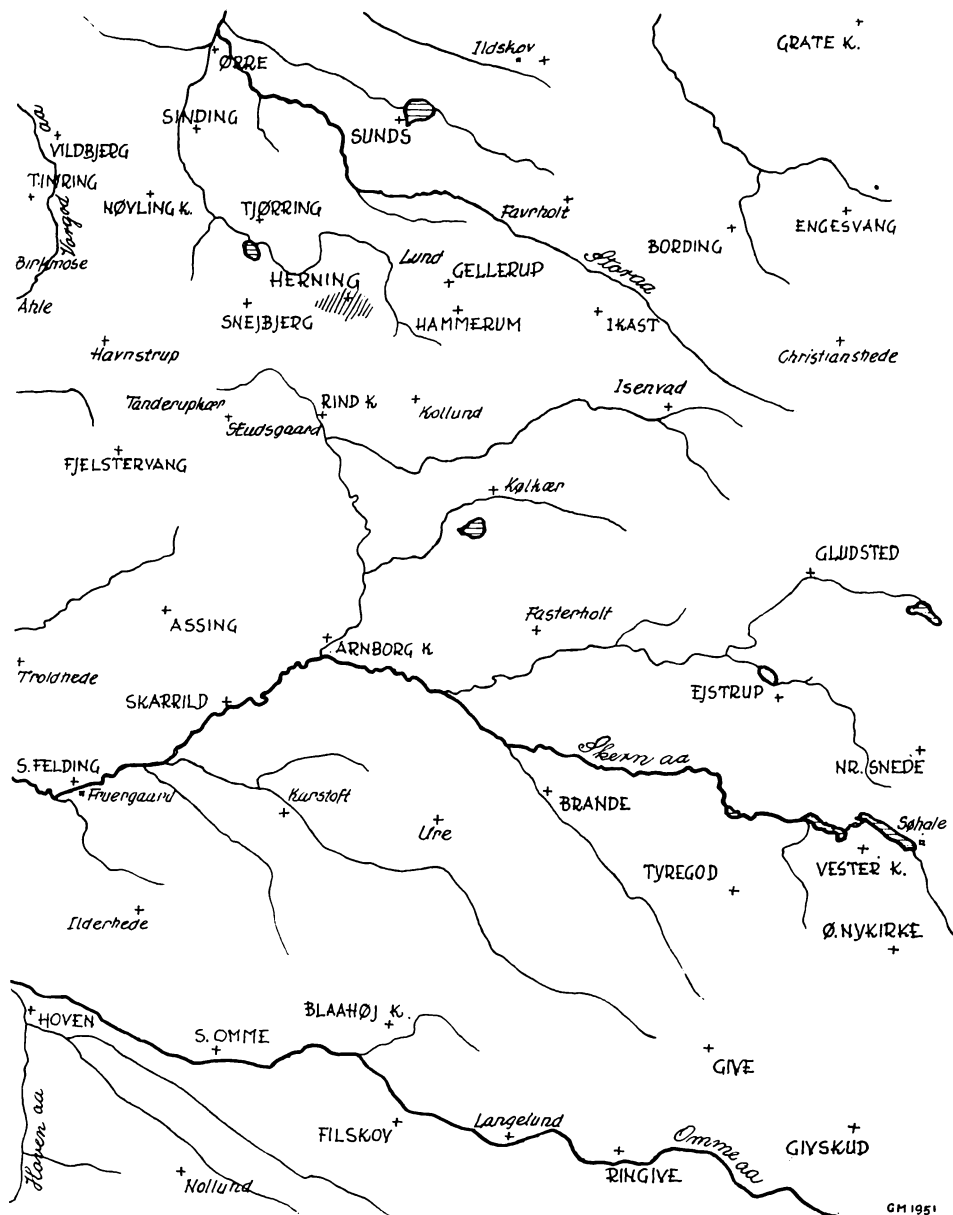 GRATE K.
Ildskov
ØRRE
SINDING
SUNDS
aa
VILDBJERG
TIMRING
Vorgod
NØVLING K.
TJØRRING
Favrholt
ENGESVANG
BORDING
Birkmose
Lund
GELLERUP
Storaa
HERNING
Ahle
SNEJBJERG
HAMMERUM
IKAST
Havnstrup
Christianshede
Isenvad
Tanderupkær
RIND K
Kollund
Studsgaard
FJELSTERVANG
Kølkær
GLUDSTED
ASSING
Fasterholt
ARNBORG K
Troldhede
SKARRILD
EJSTRUP
Skern aa
S. FELDING
NR. SNEDE
Fruergaard
Karstoft
BRANDE
Søhale
Ure
VESTER K.
TYREGOD
Ilderhede
Ø. NYKIRKE
HOVEN
BLAAHØJ K.
S. OMME
GIVE
Langelund
FILSKOV
Omme aa
GIVSKUD
Hoven aa
RINGIVE
Nollund
GM 1951